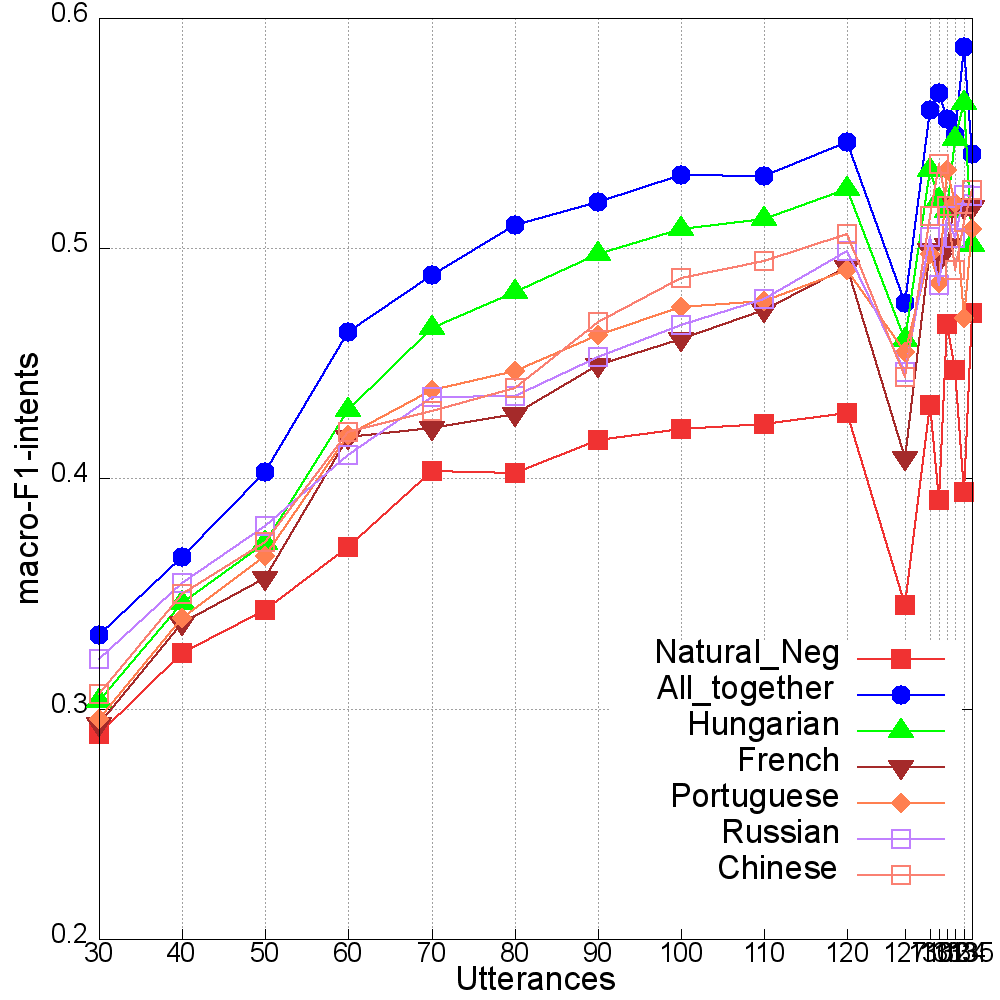 0.6
0.5
0.4
0.3
0.2
macro-F1-intents
Natural_Neg
All_together
Hungarian
French
Portuguese
Russian
Chinese
30 40 50 60 70 80 90 100 110 120 127
Utterances